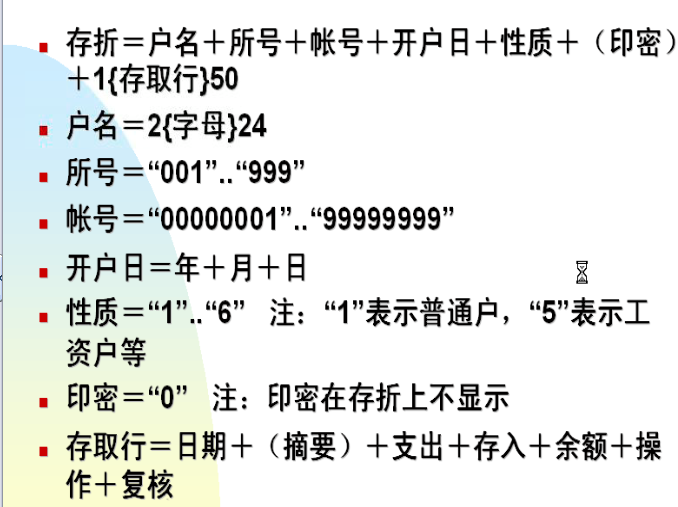 存折＝户名＋所号＋帐号＋开户日＋性质＋（印密）
＋1{存取行}50
户名＝2{字母}24
所号＝“001”..“999”
帐号＝“00000001”..“99999999”
开户日＝年＋月＋日
性质＝“1”..“6” 注：“1”表示普通户，“5”表示工
资户等
印密＝“0” 注：印密在存折上不显示
存取行＝日期＋（摘要）＋支出＋存入＋余额＋操
作＋复核